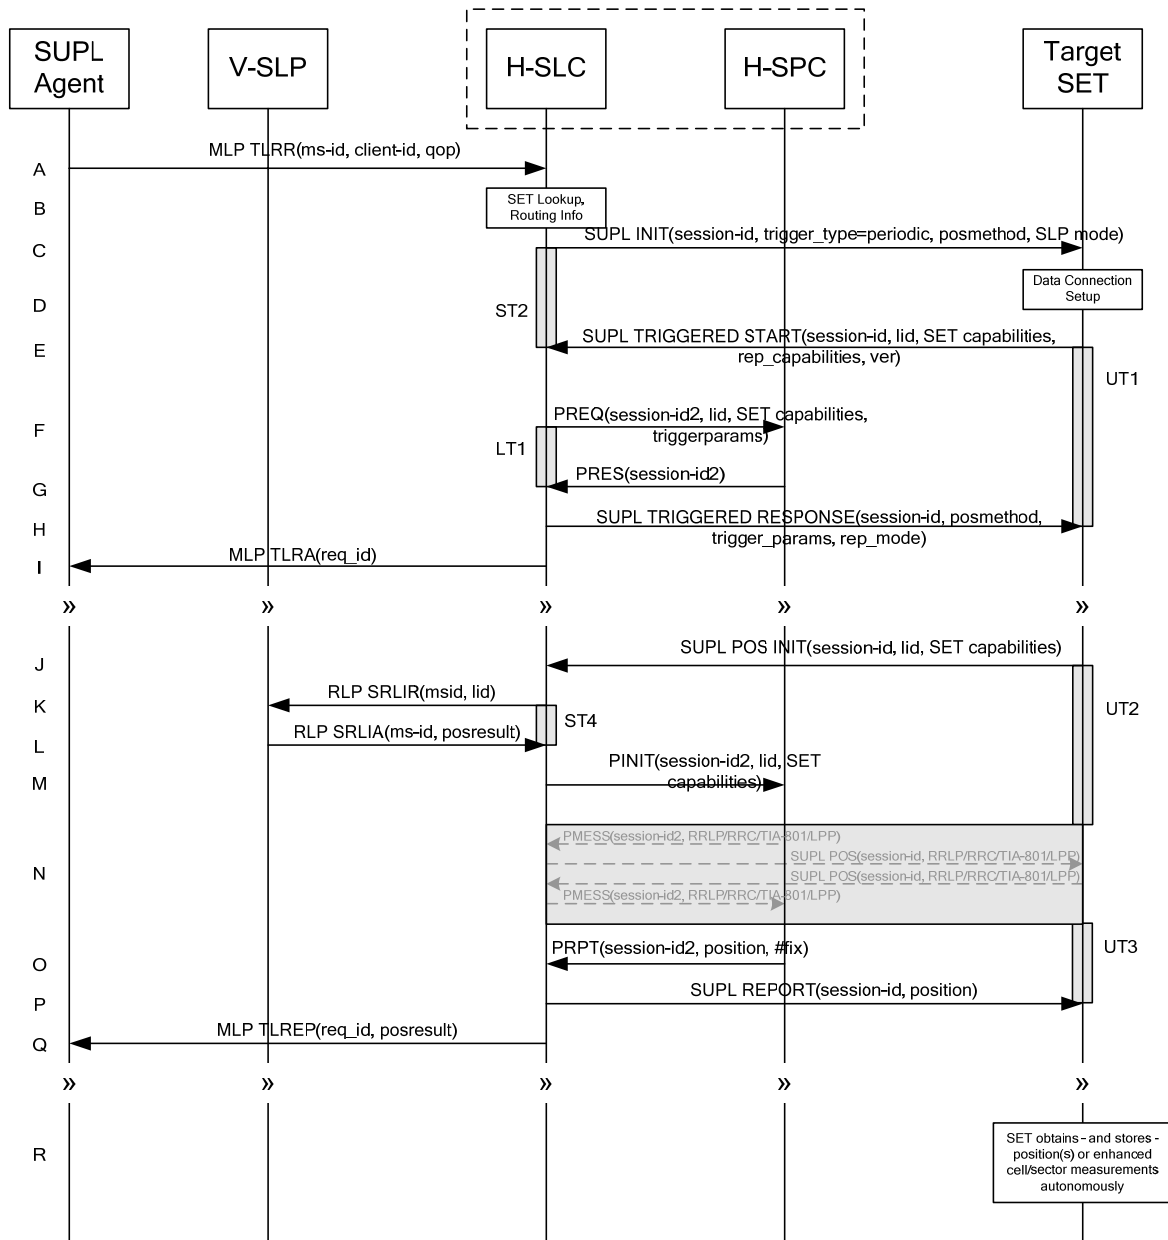 SUPL
Agent
V-SLP
H-SLC
H-SPC
Target
SET
A
MLP TLRR(ms-id, client-id, qop)
B
SET Lookup,
Routing Info
C
SUPL INIT(session-id, trigger_type=periodic, posmethod, SLP mode)
Data Connection
Setup
D
ST2
E
SUPL TRIGGERED START(session-id, lid, SET capabilities,
rep_capabilities, ver)
UT1
F
PREQ(session-id2, lid, SET capabilities,
triggerparams)
LT1
G
PRES(session-id2)
H
SUPL TRIGGERED RESPONSE(session-id, posmethod,
trigger_params, rep_mode)
I
MLP TLRA(req_id)
» » » » »
J
SUPL POS INIT(session-id, lid, SET capabilities)
K
RLP SRLIR(msid, lid)
ST4
UT2
L
RLP SRLIA(ms-id, posresult)
M
PINIT(session-id2, lid, SET
capabilities)
N
PMESS(session-id2, RRLP/RRC/TIA-801/LPP)
SUPL POS(session-id, RRLP/RRC/TIA-801/LPP)
SUPL POS(session-id, RRLP/RRC/TIA-801/LPP)
PMESS(session-id2, RRLP/RRC/TIA-801/LPP)
O
PRPT(session-id2, position, #fix)
UT3
P
SUPL REPORT(session-id, position)
Q
MLP TLREP(req_id, posresult)
» » » » »
R
SET obtains - and stores -
position(s) or enhanced
cell/sector measurements
autonomously